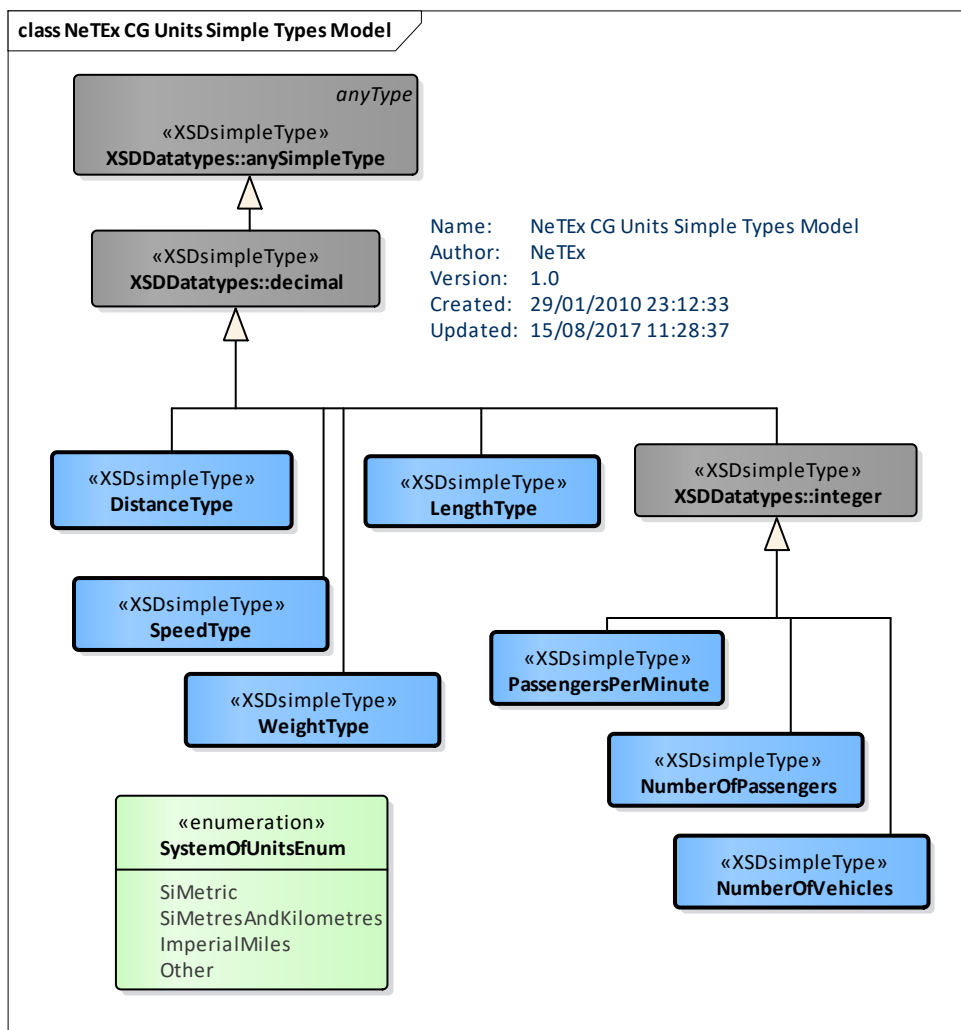 class NeTEx CG Units Simple Types Model
anyType
«XSDsimpleType»
XSDDatatypes::anySimpleType
«XSDsimpleType»
XSDDatatypes::decimal
Name: NeTEx CG Units Simple Types Model
Author: NeTEx
Version: 1.0
Created: 29/01/2010 23:12:33
Updated: 15/08/2017 11:28:37
«XSDsimpleType»
DistanceType
«XSDsimpleType»
LengthType
«XSDsimpleType»
XSDDatatypes::integer
«XSDsimpleType»
SpeedType
«XSDsimpleType»
WeightType
«XSDsimpleType»
PassengersPerMinute
«XSDsimpleType»
NumberOfPassengers
«XSDsimpleType»
NumberOfVehicles
«enumeration»
SystemOfUnitsEnum
SiMetric
SiMetresAndKilometres
ImperialMiles
Other